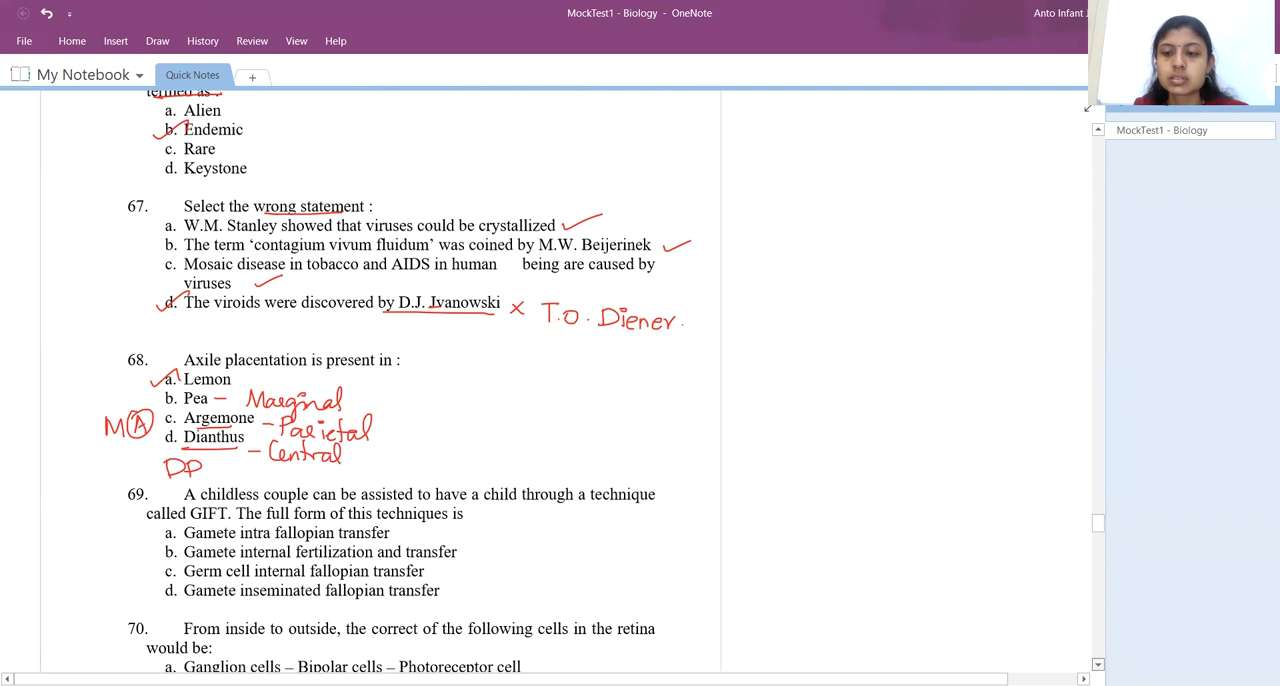 MockTest1 - Biology - OneNote
Anto Infant J
File Home Insert Draw History Review View Help
My Notebook Quick Notes +
MockTest1 - Biology
termed as :
a. Alien
b. Endemic
c. Rare
d. Keystone
67. Select the wrong statement :
a. W.M. Stanley showed that viruses could be crystallized
b. The term ‘contagium vivum fluidum’ was coined by M.W. Beijerinek
c. Mosaic disease in tobacco and AIDS in human being are caused by
viruses
d. The viroids were discovered by D.J. Ivanowski × T.O. Diener.
68. Axile placentation is present in :
a. Lemon
b. Pea – Marginal
MA c. Argemone – Parietal
d. Dianthus – Central
DP
69. A childless couple can be assisted to have a child through a technique
called GIFT. The full form of this techniques is
a. Gamete intra fallopian transfer
b. Gamete internal fertilization and transfer
c. Germ cell internal fallopian transfer
d. Gamete inseminated fallopian transfer
70. From inside to outside, the correct of the following cells in the retina
would be:
a. Ganglion cells – Bipolar cells – Photoreceptor cell